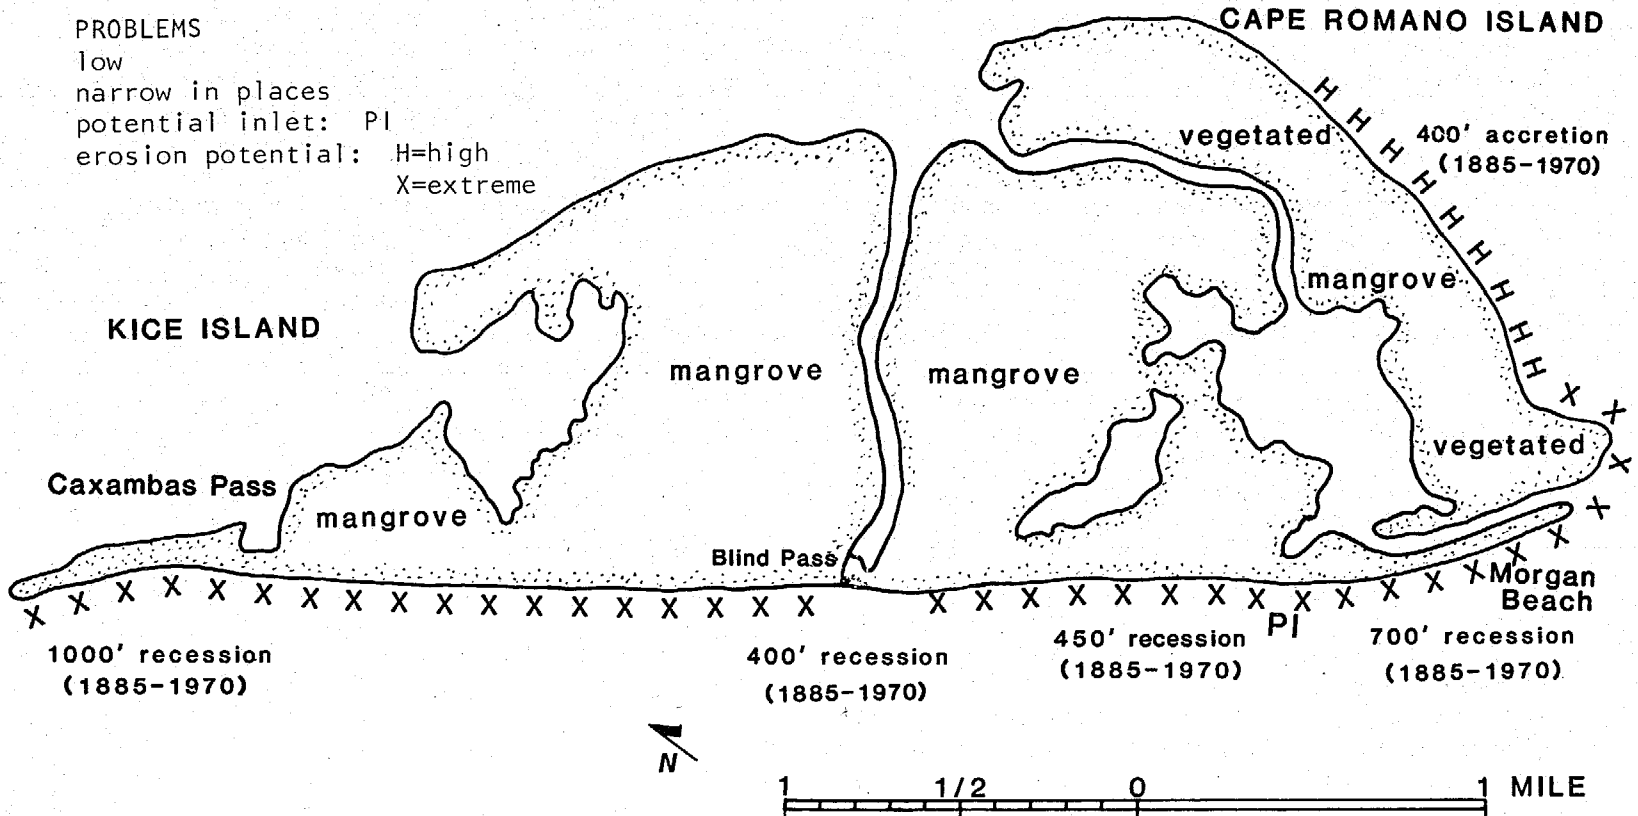 PROBLEMS
low
narrow in places
potential inlet: PI
erosion potential: H=high
X=extreme
CAPE ROMANO ISLAND
H
H
H
H
H
H
H
H
H
H
vegetated
400' accretion
(1885-1970)
mangrove
KICE ISLAND
mangrove
mangrove
X
X
X
X
vegetated
Caxambas Pass
mangrove
Blind Pass
X X X X X X X X X X X X X X X X X X
X X X X X X X X X X X X X X X
Morgan
Beach
PI
1000' recession
(1885-1970)
400' recession
(1885-1970)
450' recession
(1885-1970)
700' recession
(1885-1970)
N
1 1/2 0 1 MILE